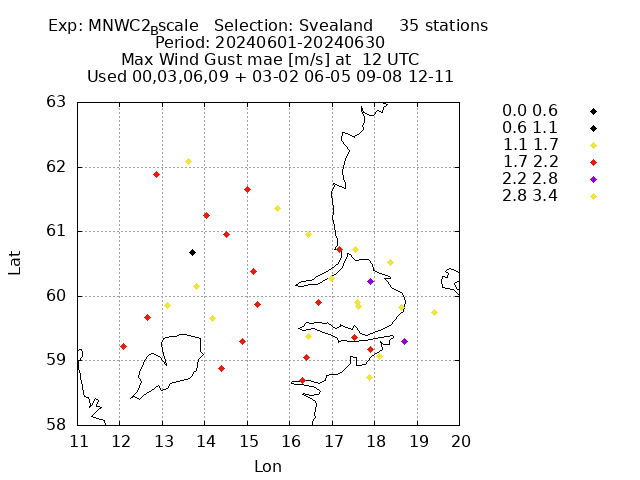 Exp: MNWC2BScale   Selection: Svealand     35 stations
Period: 20240601-20240630
Max Wind Gust mae [m/s] at  12 UTC
Used 00,03,06,09 + 03-02 06-05 09-08 12-11
0.0 0.6
0.6 1.1
1.1 1.7
1.7 2.2
2.2 2.8
2.8 3.4
63
62
61
60
59
58
Lat
11 12 13 14 15 16 17 18 19 20
Lon